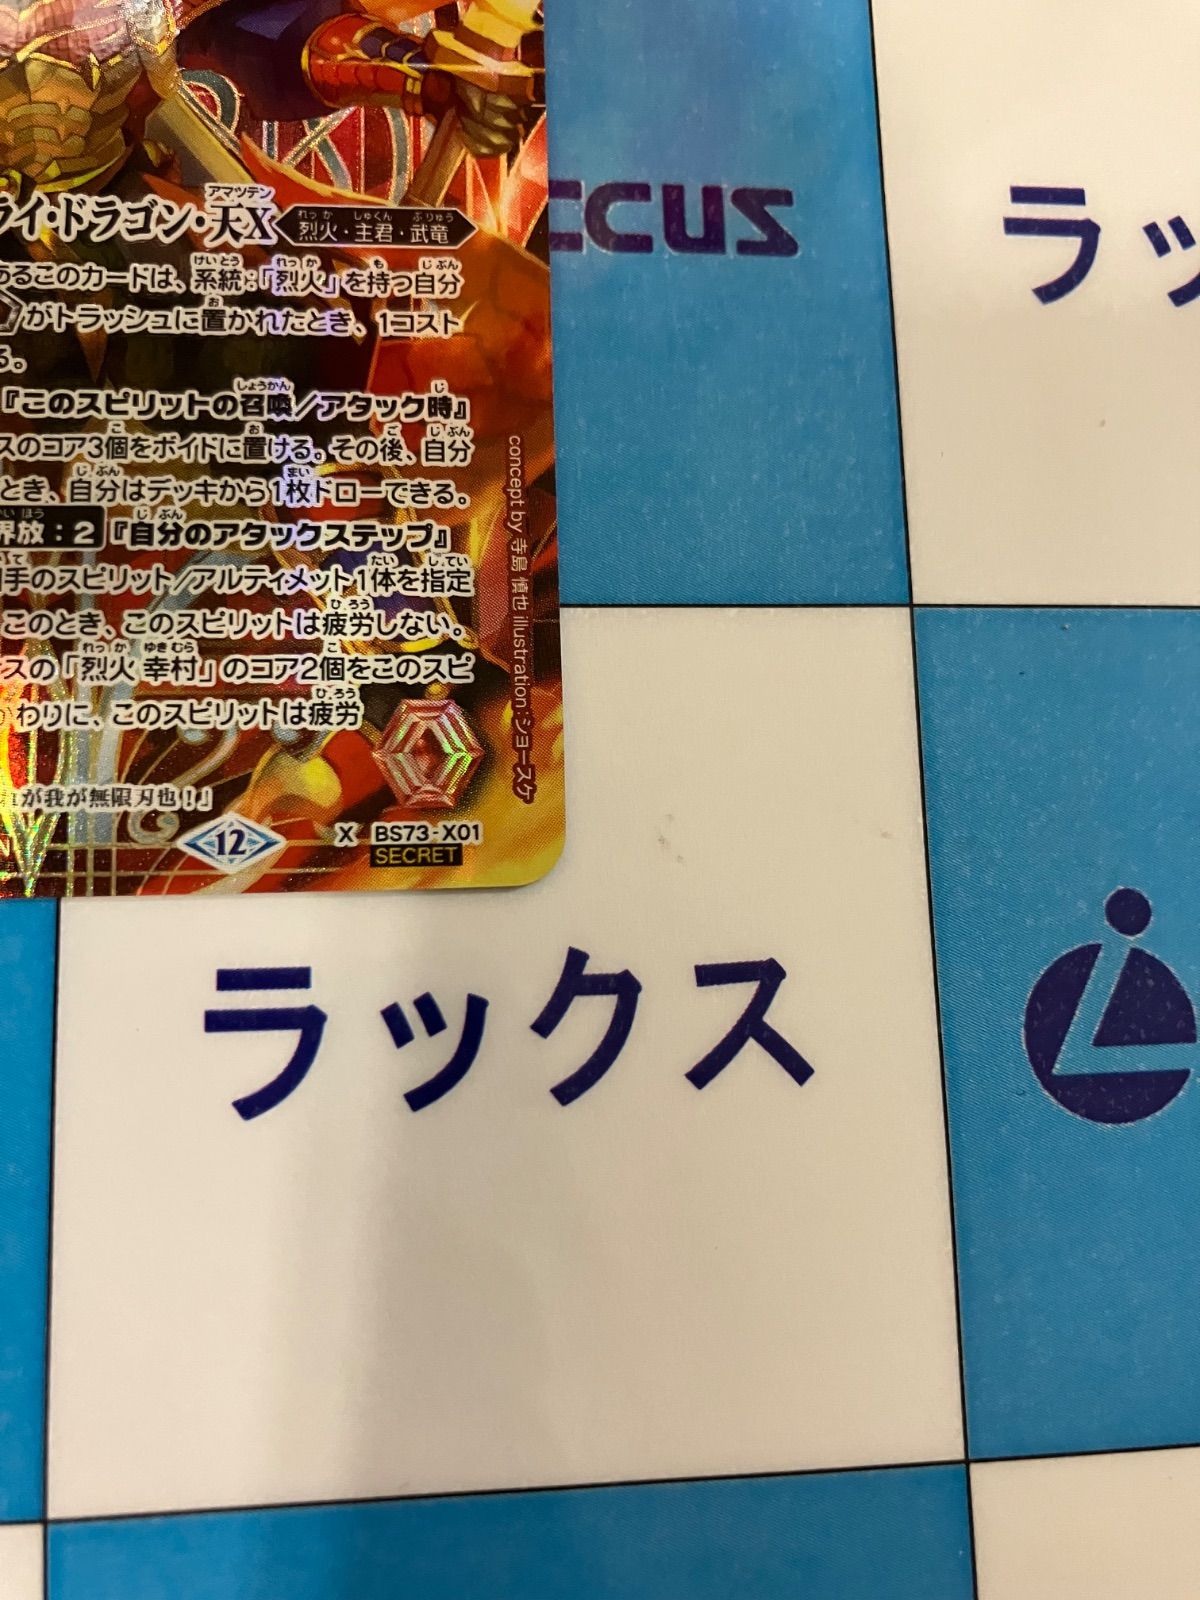 アマツテン
ライ・ドラゴン・天X
れっか しゅくん ぶりゅう
烈火・主君・武竜
けいとう れっか も じぶん
あるこのカードは、系統:「烈火」を持つ自分
お
がトラッシュに置かれたとき、1コスト
る。
しょうかん じ
『このスピリットの召喚/アタック時』
こ お ご じぶん
スのコア3個をボイドに置ける。その後、自分
じぶん まい
とき、自分はデッキから1枚ドローできる。
かいほう じぶん
界放:2『自分のアタックステップ』
たい してい
手のスピリット/アルティメット1体を指定
ひろう
このとき、このスピリットは疲労しない。
れっか ゆきむら こ
スの「烈火 幸村」のコア2個をこのスピ
ひろう
かわりに、このスピリットは疲労
が我が無限刃也!」
12
X BS73-X01
SECRET
concept by 寺島 慎也 illustration:ショースケ
ccus
ラッ
ラックス